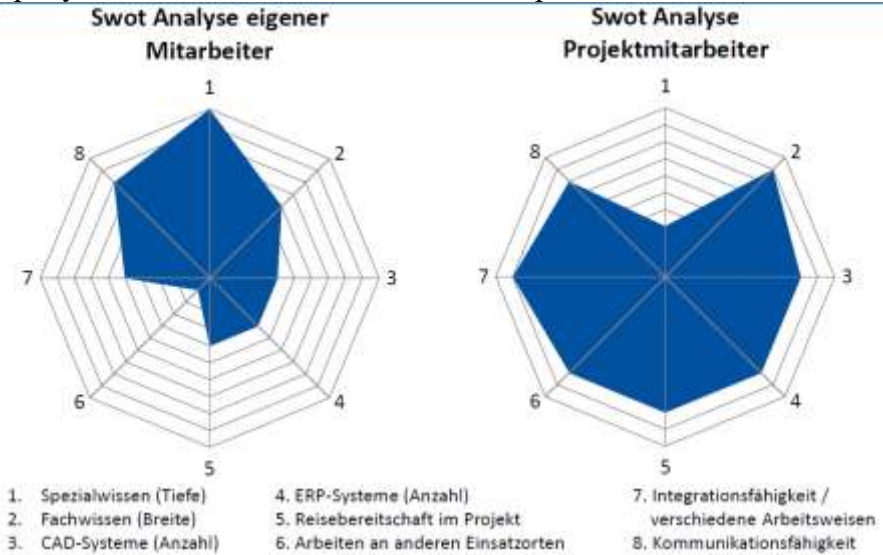 Swot Analyse eigener
Mitarbeiter
1
2
3
4
5
6
7
8
Swot Analyse
Projektmitarbeiter
1
2
3
4
5
6
7
8
1. Spezialwissen (Tiefe)
2. Fachwissen (Breite)
3. CAD-Systeme (Anzahl)
4. ERP-Systeme (Anzahl)
5. Reisebereitschaft im Projekt
6. Arbeiten an anderen Einsatzorten
7. Integrationsfähigkeit /
verschiedene Arbeitsweisen
8. Kommunikationsfähigkeit